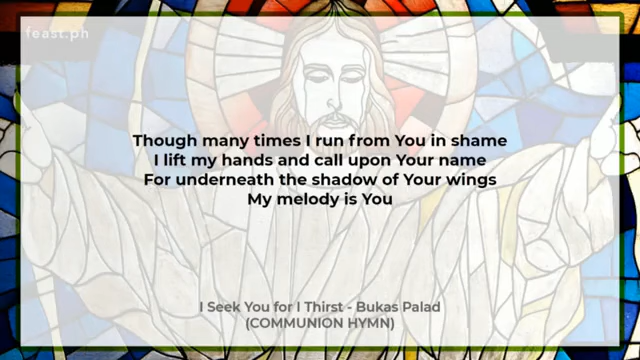 feast.ph
Though many times I run from You in shame
I lift my hands and call upon Your name
For underneath the shadow of Your wings
My melody is You
I Seek You for I Thirst - Bukas Palad
(COMMUNION HYMN)